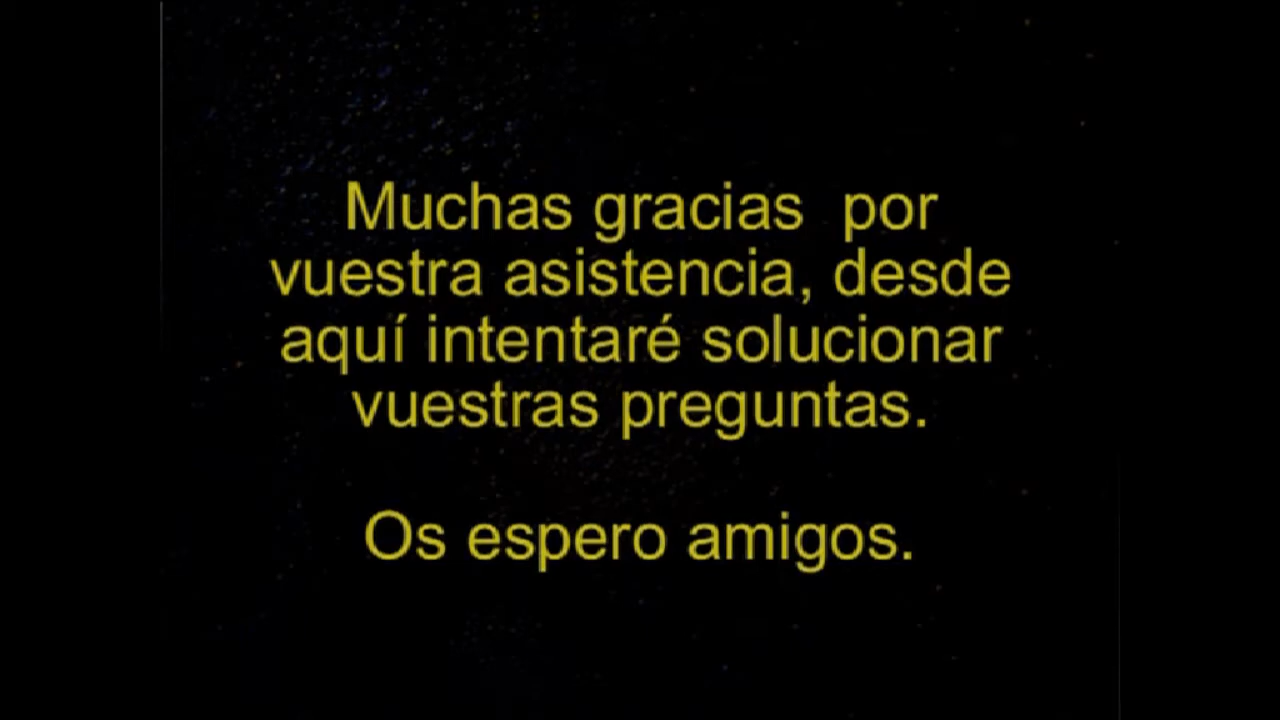 Muchas gracias  por
vuestra asistencia, desde
aquí intentaré solucionar
vuestras preguntas.
Os espero amigos.